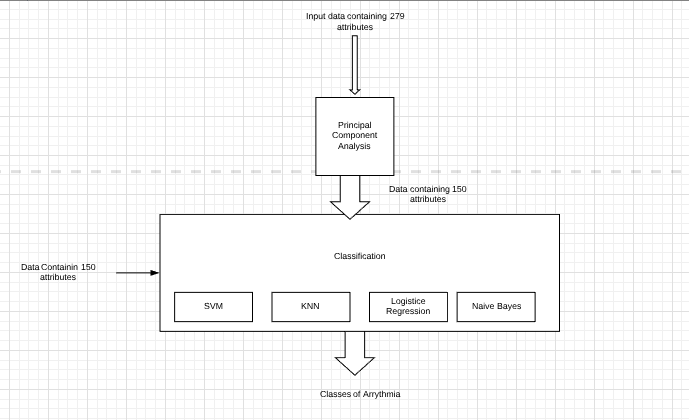 Input data containing 279
attributes
Principal
Component
Analysis
Data containing 150
attributes
Classification
Data Containin 150
attributes
SVM
KNN
Logistice
Regression
Naive Bayes
Classes of Arrythmia